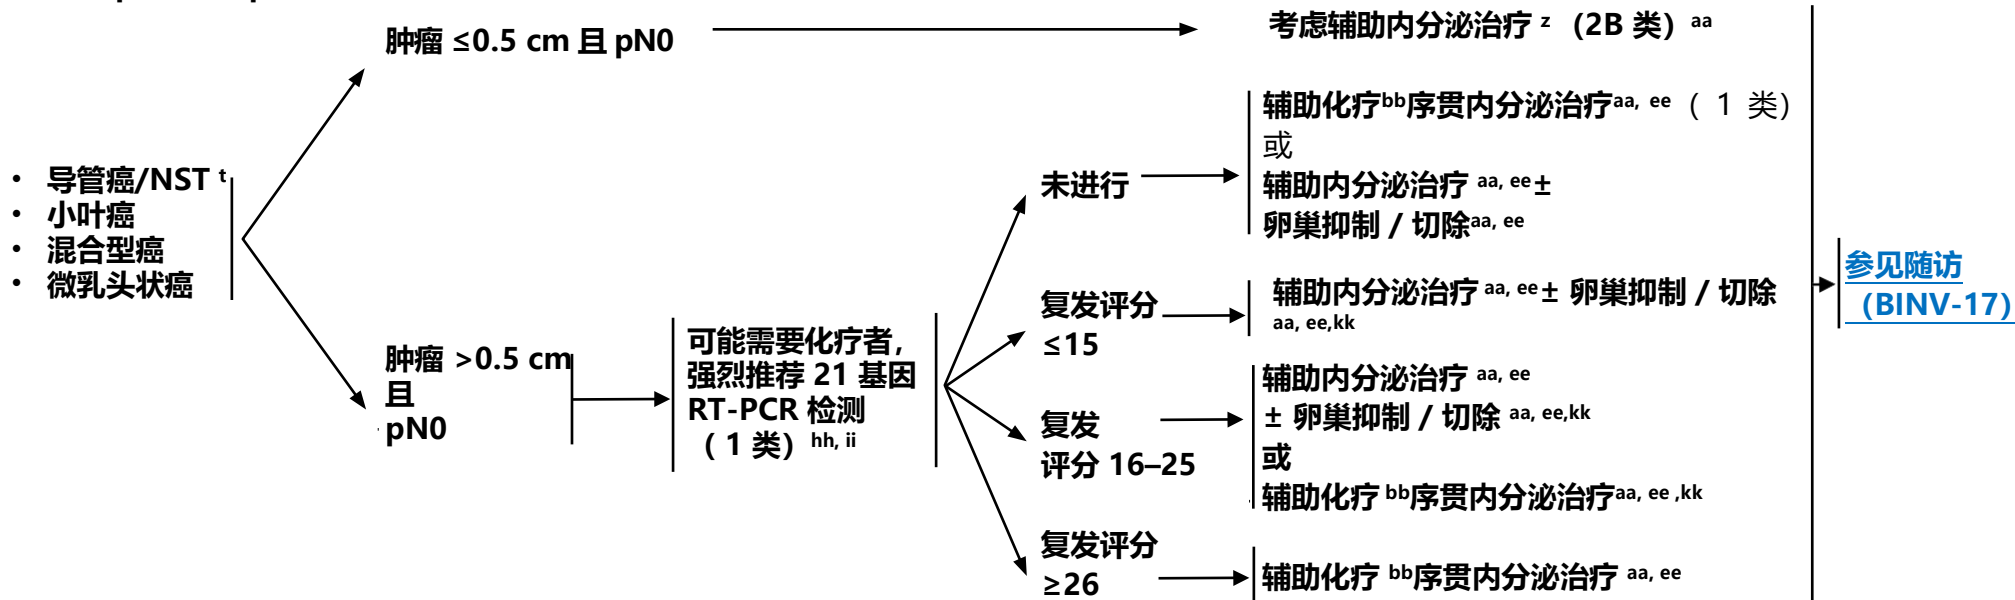 肿瘤 ≤0.5 cm 且 pN0
考虑辅助内分泌治疗 z （2B 类） aa
• 导管癌/NST t
• 小叶癌
• 混合型癌
• 微乳头状癌
肿瘤 >0.5 cm
且
pN0
可能需要化疗者，
强烈推荐 21 基因
RT-PCR 检测
（ 1 类） hh, ii
未进行
辅助化疗bb序贯内分泌治疗aa, ee （ 1 类）
或
辅助内分泌治疗 aa, ee±
卵巢抑制 / 切除aa, ee
复发评分
≤15
辅助内分泌治疗 aa, ee± 卵巢抑制 / 切除
aa, ee,kk
复发
评分 16–25
辅助内分泌治疗 aa, ee
± 卵巢抑制 / 切除 aa, ee,kk
或
辅助化疗 bb序贯内分泌治疗aa, ee ,kk
复发评分
≥26
辅助化疗 bb序贯内分泌治疗 aa, ee
参见随访
（BINV-17）